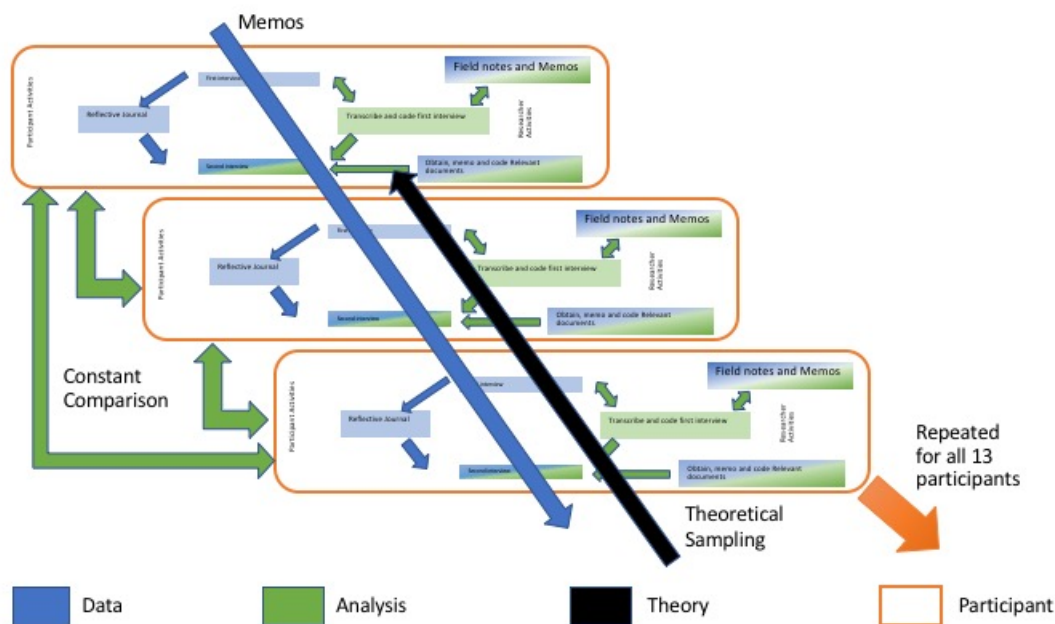 Memos
Participant Activities
First interview
Reflective Journal
Second interview
Field notes and Memos
Transcribe and code first interview
Researcher
Activities
Obtain, memo and code Relevant
documents
Participant Activities
Reflective Journal
Second interview
Field notes and Memos
Transcribe and code first interview
Researcher
Activities
Obtain, memo and code Relevant
documents
Constant
Comparison
Participant Activities
interview
Reflective Journal
Second interview
Field notes and Memos
Transcribe and code first interview
Researcher
Activities
Obtain, memo and code Relevant
documents
Repeated
for all 13
participants
Theoretical
Sampling
Data
Analysis
Theory
Participant